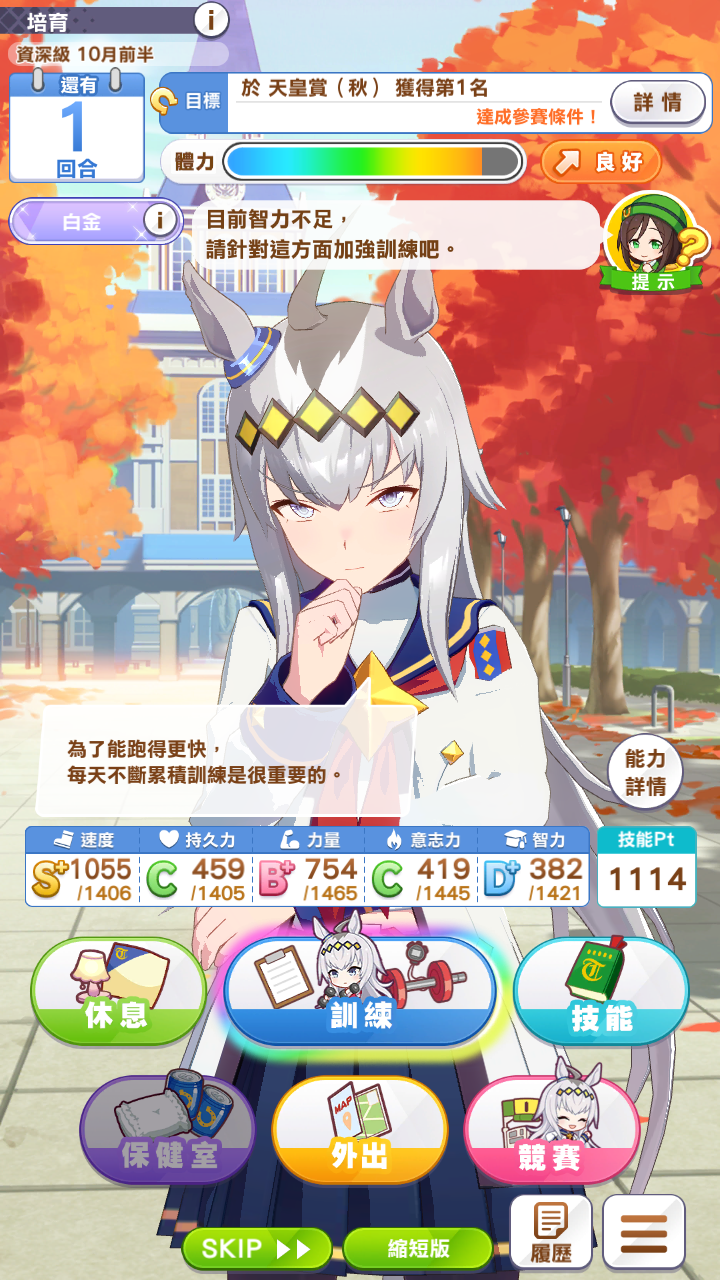 培育
資深級 10月前半
還有
1
回合
目標
於 天皇賞（秋） 獲得第1名
達成參賽條件！
詳情
體力
良好
白金
目前智力不足，
請針對這方面加強訓練吧。
提示
為了能跑得更快，
每天不斷累積訓練是很重要的。
能力
詳情
速度 持久力 力量 意志力 智力 技能Pt
S+ 1055 C 459 B+ 754 C 419 D+ 382 1114
/1406 /1405 /1465 /1445 /1421
休息 訓練 技能
MAP
保健室 外出 競賽
SKIP 縮短版 履歷